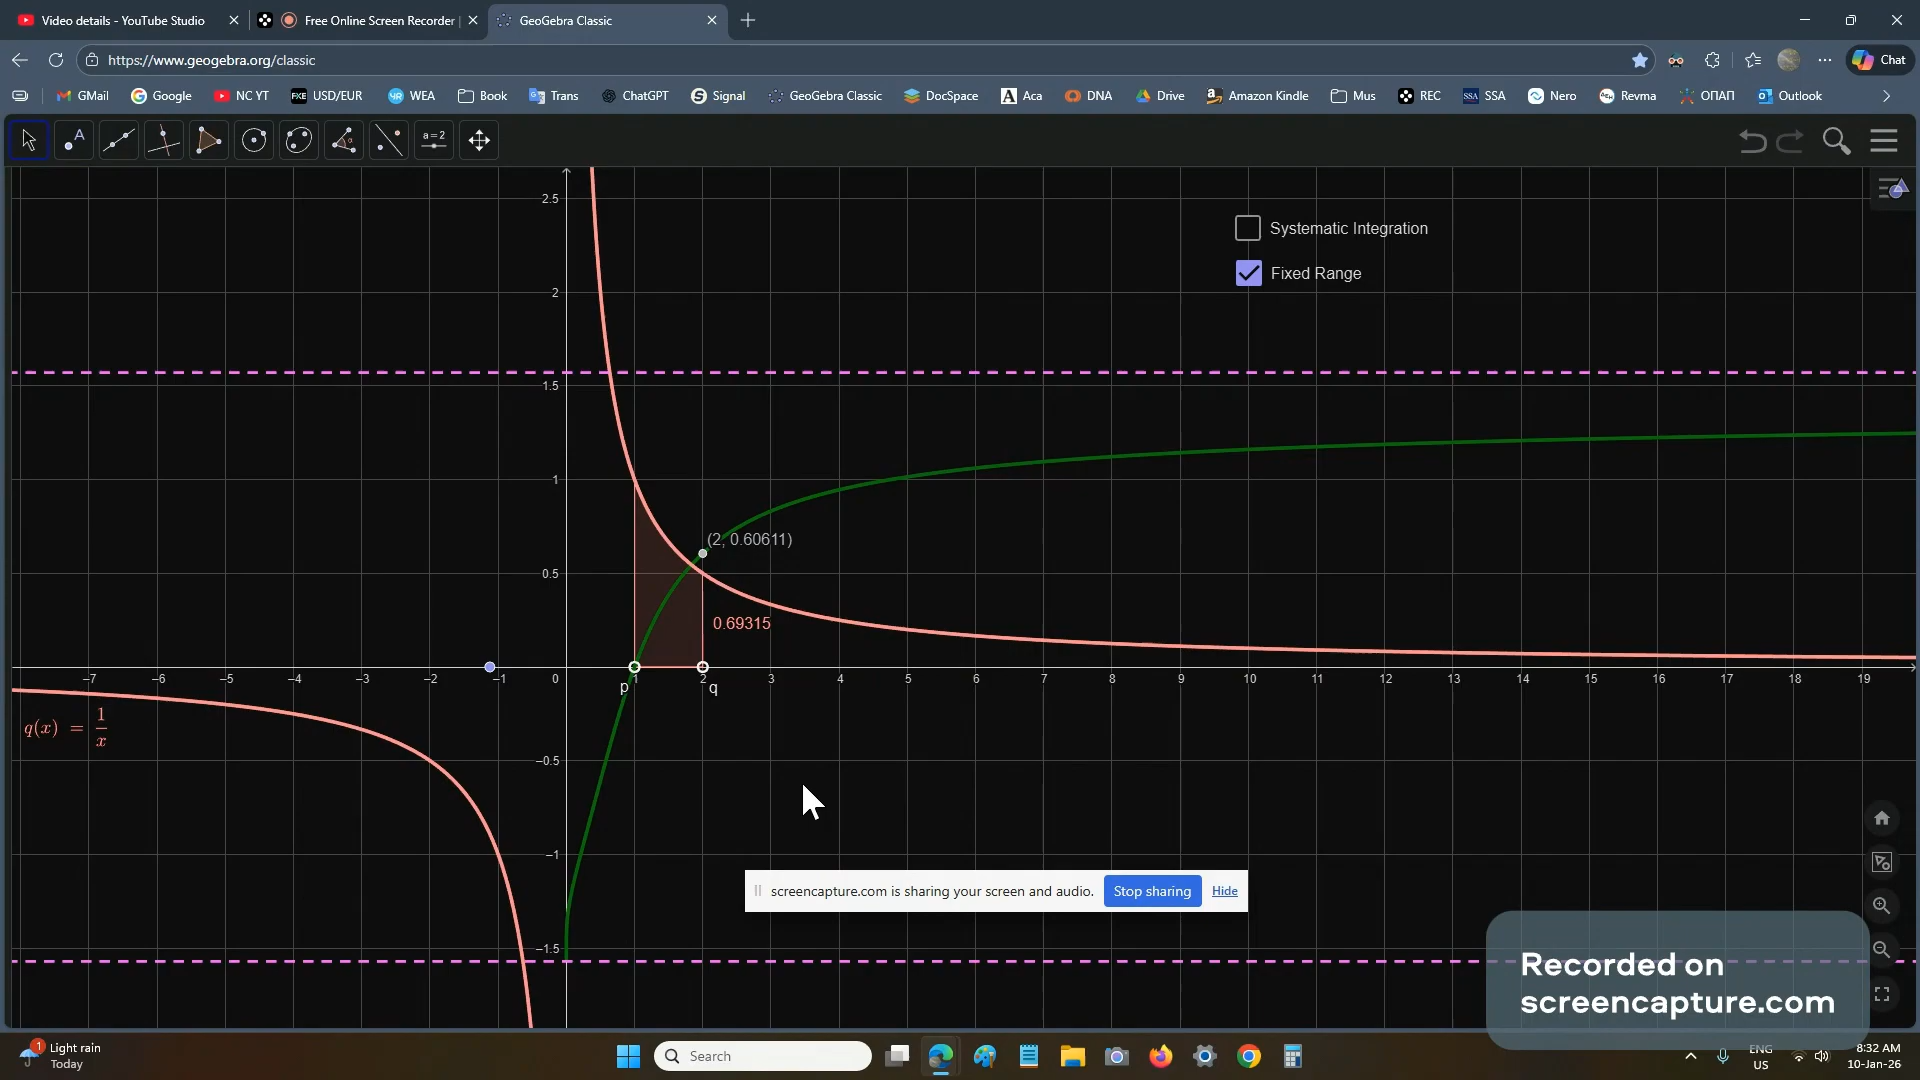 Video details - YouTube Studio
Free Online Screen Recorder
GeoGebra Classic
https://www.geogebra.org/classic
Chat
GMail
Google
NC YT
USD/EUR
WEA
Book
Trans
ChatGPT
Signal
GeoGebra Classic
DocSpace
Aca
DNA
Drive
Amazon Kindle
Mus
REC
SSA
Nero
Revma
ОПАП
Outlook
a=2
Systematic Integration
Fixed Range
2.5
2
1.5
1
(2, 0.60611)
0.5
0.69315
−7 −6 −5 −4 −3 −2 −1 0 1 2 3 4 5 6 7 8 9 10 11 12 13 14 15 16 17 18 19
p q
q(x) = 1/x
−0.5
−1
screencapture.com is sharing your screen and audio. Stop sharing Hide
−1.5
Recorded on
screencapture.com
1
Light rain
Today
Search
ENG
US
8:32 AM
10-Jan-26